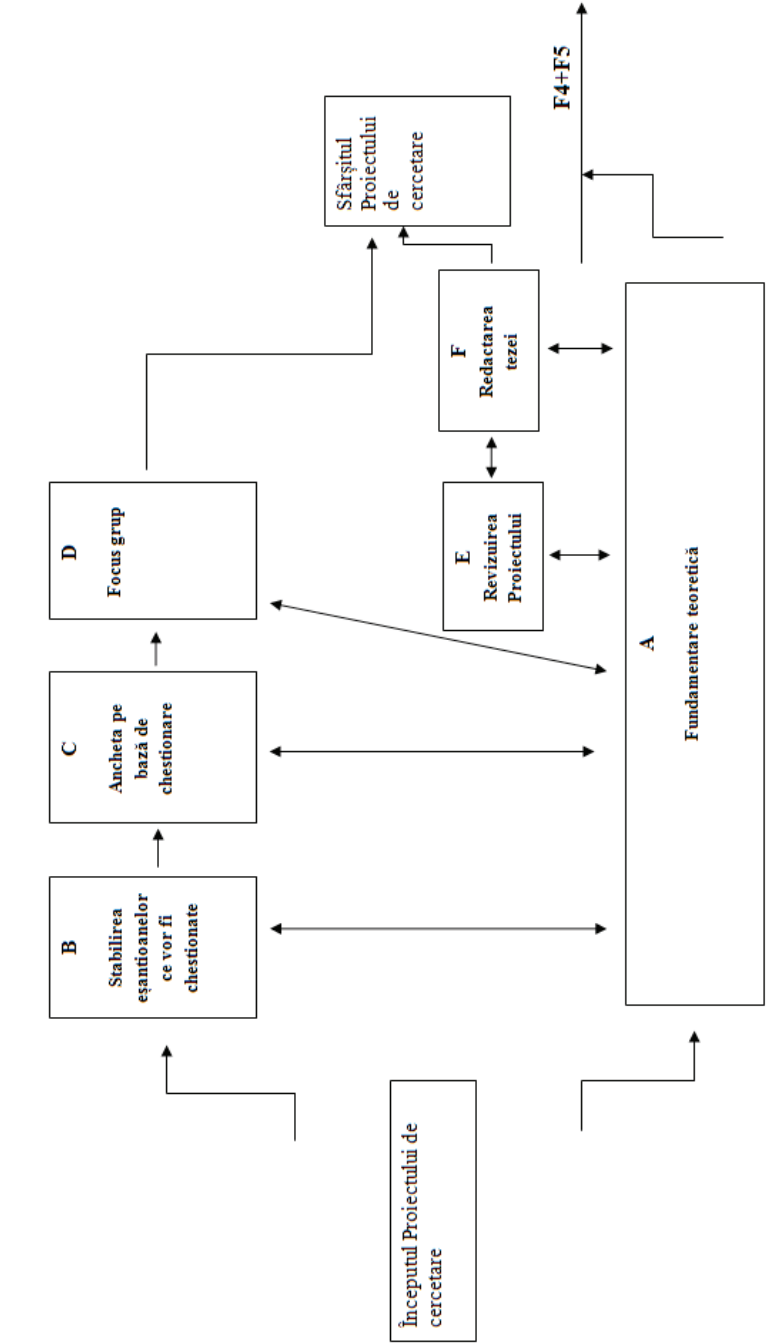 Începutul Proiectului de
cercetare
B
Stabilirea
eșantioanelor
ce vor fi
chestionate
C
Ancheta pe
bază de
chestionare
D
Focus grup
Sfârșitul
Proiectului
de
cercetare
E
Revizuirea
Proiectului
F
Redactarea
tezei
F4+F5
A
Fundamentare teoretică